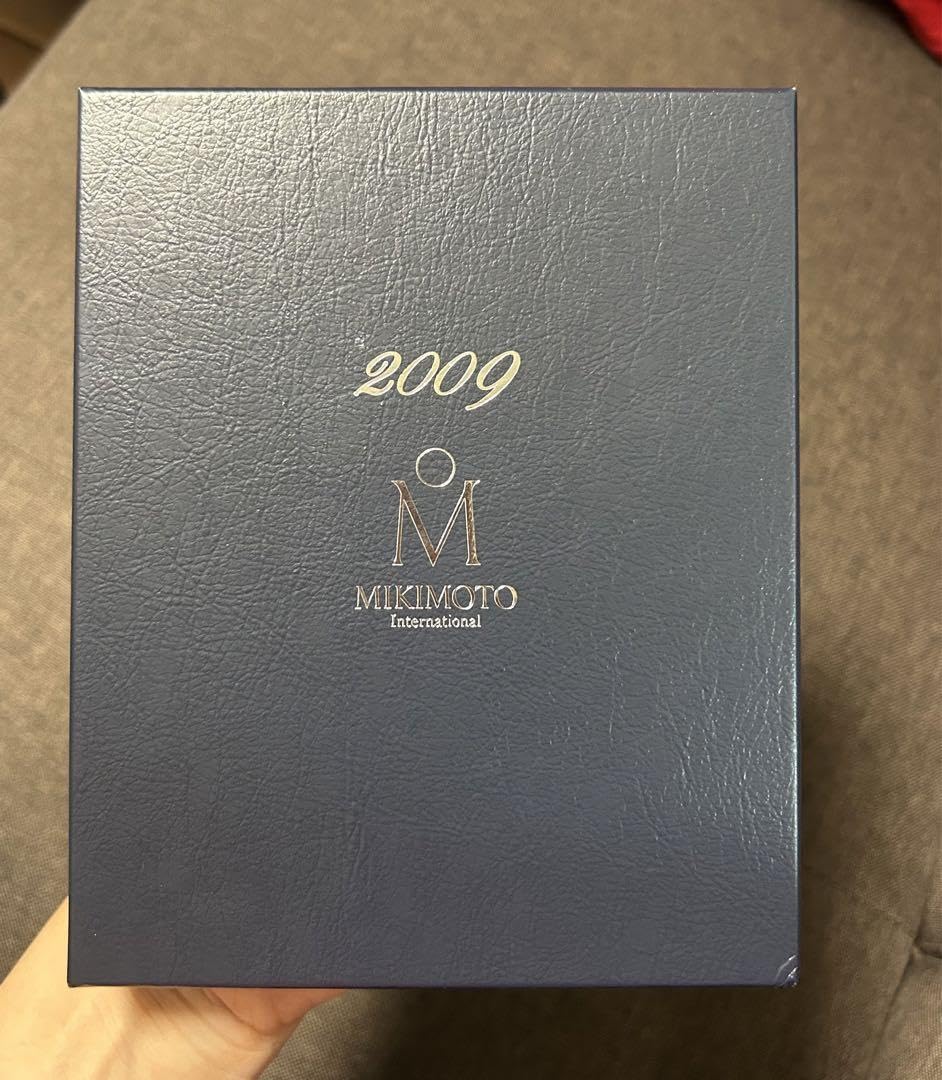 2009
M
MIKIMOTO
International